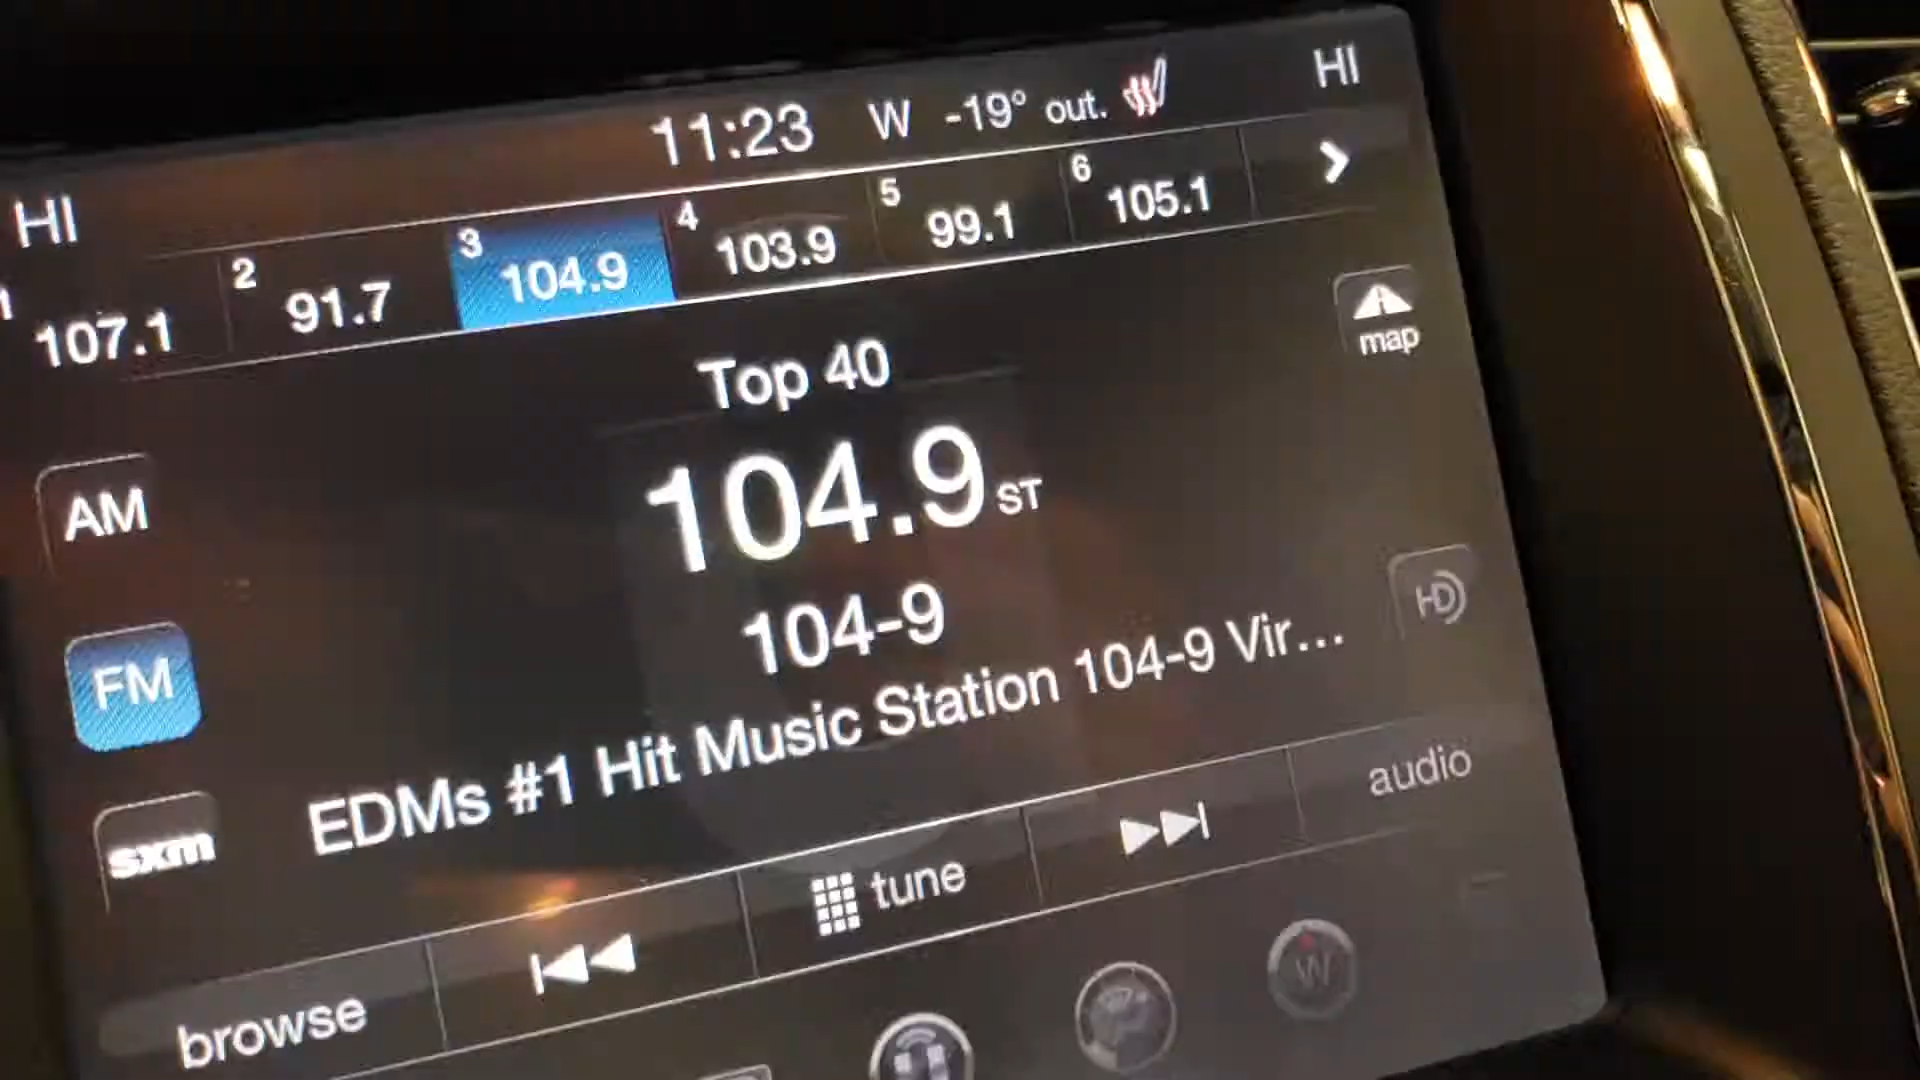 11:23 W -19° out. HI
HI
1 107.1 2 91.7 3 104.9 4 103.9 5 99.1 6 105.1
map
Top 40
AM
104.9 ST
HD
104-9
FM
EDMs #1 Hit Music Station 104-9 Vir...
sxm
audio
tune
browse
W